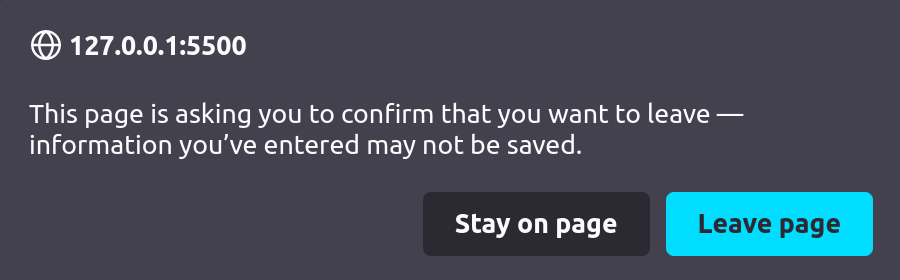 127.0.0.1:5500
This page is asking you to confirm that you want to leave —
information you’ve entered may not be saved.
Stay on page
Leave page